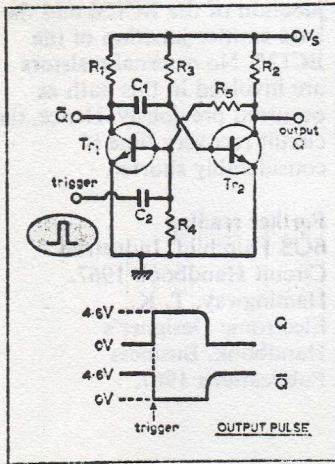 Vs
R1
R3
R2
C1
R5
Q̄
output
Q
Tr1
Tr2
trigger
C2
R4
4.6V
Q
0V
4.6V
Q̄
0V
trigger
OUTPUT PULSE